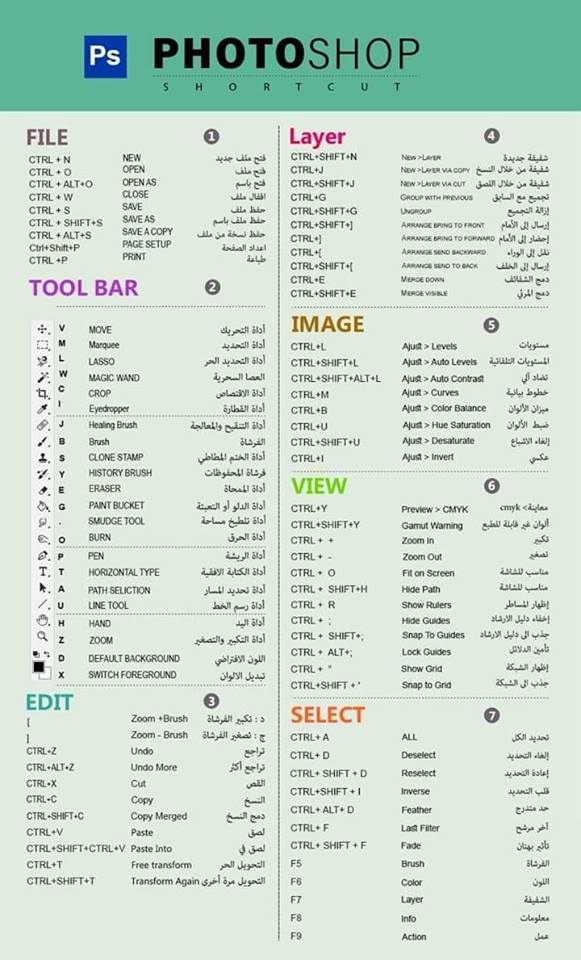 Ps PHOTOSHOP
SHORTCUT
FILE 1
CTRL + N NEW فتح ملف جديد
CTRL + O OPEN فتح ملف
CTRL + ALT+O OPEN AS فتح باسم
CTRL + W CLOSE اقفال ملف
CTRL + S SAVE حفظ ملف
CTRL + SHIFT+S SAVE AS حفظ ملف باسم
CTRL + ALT+S SAVE A COPY حفظ نسخة من ملف
Ctrl+Shift+P PAGE SETUP اعداد الصفحة
CTRL +P PRINT طباعة
TOOL BAR 2
V MOVE أداة التحريك
M Marquee أداة التحديد
L LASSO أداة التحديد الحر
W MAGIC WAND العصا السحرية
C CROP أداة الاقتصاص
I Eyedropper أداة القطارة
J Healing Brush أداة التنقيح والمعالجة
B Brush الفرشاة
S CLONE STAMP أداة الختم المطاطي
Y HISTORY BRUSH فرشاة المحفوظات
E ERASER أداة الممحاة
G PAINT BUCKET أداة الدلو أو التعبئة
. SMUDGE TOOL أداة تلطيخ مساحة
O BURN أداة الحرق
P PEN أداة الريشة
T HORIZONTAL TYPE أداة الكتابة الافقية
A PATH SELICTION أداة تحديد المسار
U LINE TOOL أداة رسم الخط
H HAND أداة اليد
Z ZOOM أداة التكبير والتصغير
D DEFAULT BACKGROUND اللون الافتراضي
X SWITCH FOREGROUND تبديل الالوان
EDIT 3
[ Zoom +Brush د : تكبير الفرشاة
] Zoom - Brush ج : تصغير الفرشاة
CTRL+Z Undo تراجع
CTRL+ALT+Z Undo More تراجع أكثر
CTRL+X Cut القص
CTRL+C Copy النسخ
CTRL+SHIFT+C Copy Merged دمج النسخ
CTRL+V Paste لصق
CTRL+SHIFT+CTRL+V Paste Into لصق في
CTRL+T Free transform التحويل الحر
CTRL+SHIFT+T Transform Again التحويل مرة أخرى
Layer 4
CTRL+SHIFT+N NEW >LAYER شفيفة جديدة
CTRL+J NEW >LAYER VIA COPY شفيفة من خلال النسخ
CTRL+SHIFT+J NEW >LAYER VIA CUT شفيفة من خلال اللصق
CTRL+G GROUP WITH PREVIOUS تجميع مع السابق
CTRL+SHIFT+G UNGROUP إزالة التجميع
CTRL+SHIFT+] ARRANGE BRING TO FRONT إرسال إلى الأمام
CTRL+] ARRANGE BRING TO FORWARD إحضار إلى الأمام
CTRL+[ ARRANGE SEND BACKWARD نقل إلى الوراء
CTRL+SHIFT+[ ARRANGE SEND TO BACK إرسال إلى الخلف
CTRL+E MERGE DOWN دمج الشفائف
CTRL+SHIFT+E MERGE VISIBLE دمج المرئي
IMAGE 5
CTRL+L Ajust > Levels مستويات
CTRL+SHIFT+L Ajust > Auto Levels المستويات التلقائية
CTRL+SHIFT+ALT+L Ajust > Auto Contrast تضاد آلي
CTRL+M Ajust > Curves خطوط بيانية
CTRL+B Ajust > Color Balance ميزان الألوان
CTRL+U Ajust > Hue Saturation ضبط الألوان
CTRL+SHIFT+U Ajust > Desaturate إلغاء الاشباع
CTRL+I Ajust > Invert عكسي
VIEW 6
CTRL+Y Preview > CMYK معاينة> cmyk
CTRL+SHIFT+Y Gamut Warning ألوان غير قابلة للطبع
CTRL+ + Zoom In تكبير
CTRL+ - Zoom Out تصغير
CTRL+ O Fit on Screen مناسب للشاشة
CTRL+ SHIFT+H Hide Path مناسب للشاشة
CTRL+ R Show Rulers إظهار المساطر
CTRL+ ; Hide Guides إخفاء دليل الارشاد
CTRL+ SHIFT+; Snap To Guides جذب الى دليل الارشاد
CTRL+ ALT+; Lock Guides تأمين الدلائل
CTRL+ " Show Grid إظهار الشبكة
CTRL+SHIFT + ' Snap to Grid جذب الى الشبكة
SELECT 7
CTRL+ A ALL تحديد الكل
CTRL+ D Deselect إلغاء التحديد
CTRL+ SHIFT + D Reselect إعادة التحديد
CTRL+SHIFT + I Inverse قلب التحديد
CTRL+ ALT+ D Feather حد متدرج
CTRL+ F Last Filter آخر مرشح
CTRL+ SHIFT + F Fade تأثير بهتان
F5 Brush الفرشاة
F6 Color اللون
F7 Layer الشفيفة
F8 Info معلومات
F9 Action عمل